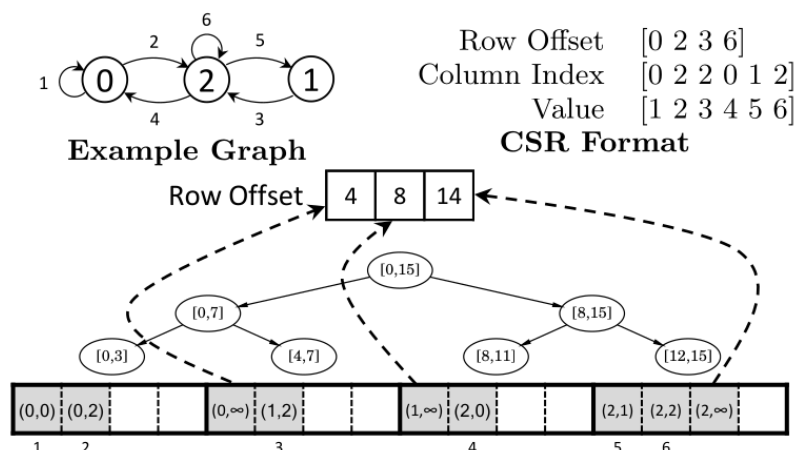 6
2
5
1
0
2
1
4
3
Example Graph
Row Offset [0 2 3 6]
Column Index [0 2 2 0 1 2]
Value [1 2 3 4 5 6]
CSR Format
Row Offset 4 8 14
[0,15]
[0,7] [8,15]
[0,3] [4,7] [8,11] [12,15]
(0,0) (0,2) (0,∞) (1,2) (1,∞) (2,0) (2,1) (2,2) (2,∞)
1 2 3 4 5 6